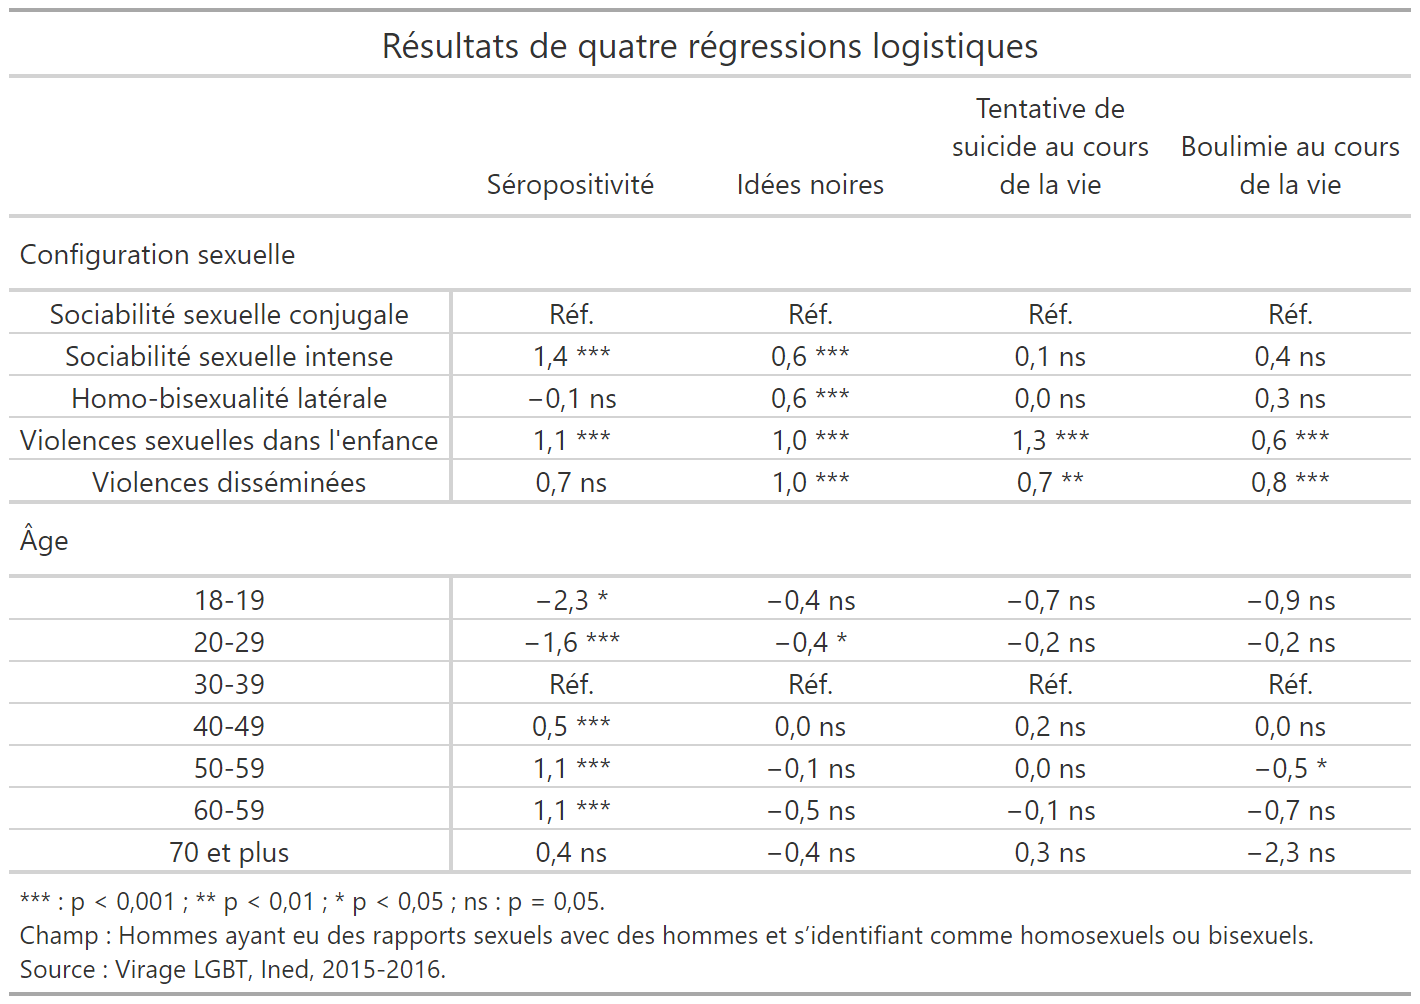 Résultats de quatre régressions logistiques
Séropositivité Idées noires Tentative de suicide au cours de la vie Boulimie au cours de la vie
Configuration sexuelle
Sociabilité sexuelle conjugale Réf. Réf. Réf. Réf.
Sociabilité sexuelle intense 1,4 *** 0,6 *** 0,1 ns 0,4 ns
Homo-bisexualité latérale −0,1 ns 0,6 *** 0,0 ns 0,3 ns
Violences sexuelles dans l'enfance 1,1 *** 1,0 *** 1,3 *** 0,6 ***
Violences disséminées 0,7 ns 1,0 *** 0,7 ** 0,8 ***
Âge
18-19 −2,3 * −0,4 ns −0,7 ns −0,9 ns
20-29 −1,6 *** −0,4 * −0,2 ns −0,2 ns
30-39 Réf. Réf. Réf. Réf.
40-49 0,5 *** 0,0 ns 0,2 ns 0,0 ns
50-59 1,1 *** −0,1 ns 0,0 ns −0,5 *
60-59 1,1 *** −0,5 ns −0,1 ns −0,7 ns
70 et plus 0,4 ns −0,4 ns 0,3 ns −2,3 ns
*** : p < 0,001 ; ** p < 0,01 ; * p < 0,05 ; ns : p = 0,05.
Champ : Hommes ayant eu des rapports sexuels avec des hommes et s’identifiant comme homosexuels ou bisexuels.
Source : Virage LGBT, Ined, 2015-2016.